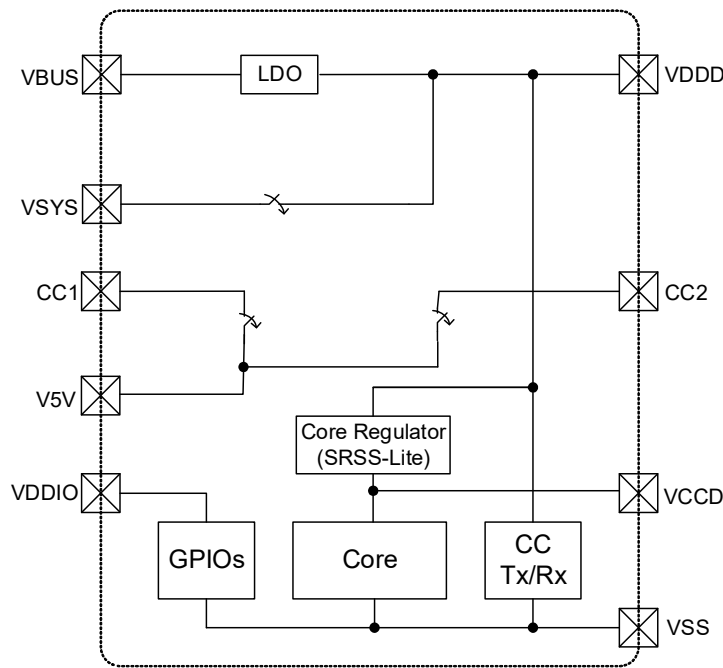 VBUS
LDO
VDDD
VSYS
CC1
CC2
V5V
Core Regulator
(SRSS-Lite)
VDDIO
VCCD
GPIOs
Core
CC
Tx/Rx
VSS